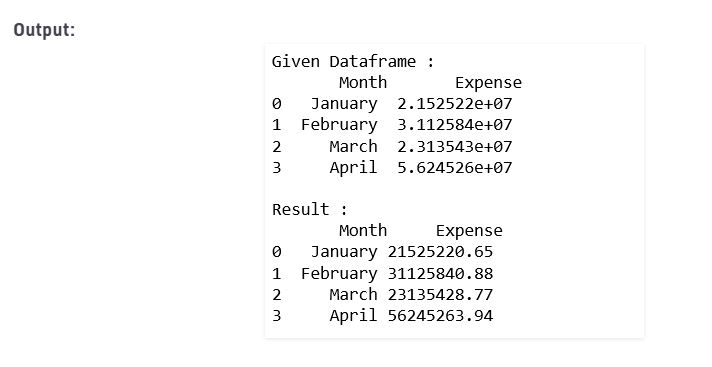 Output:
Given Dataframe :
Month Expense
0 January 2.152522e+07
1 February 3.112584e+07
2 March 2.313543e+07
3 April 5.624526e+07
Result :
Month Expense
0 January 21525220.65
1 February 31125840.88
2 March 23135428.77
3 April 56245263.94